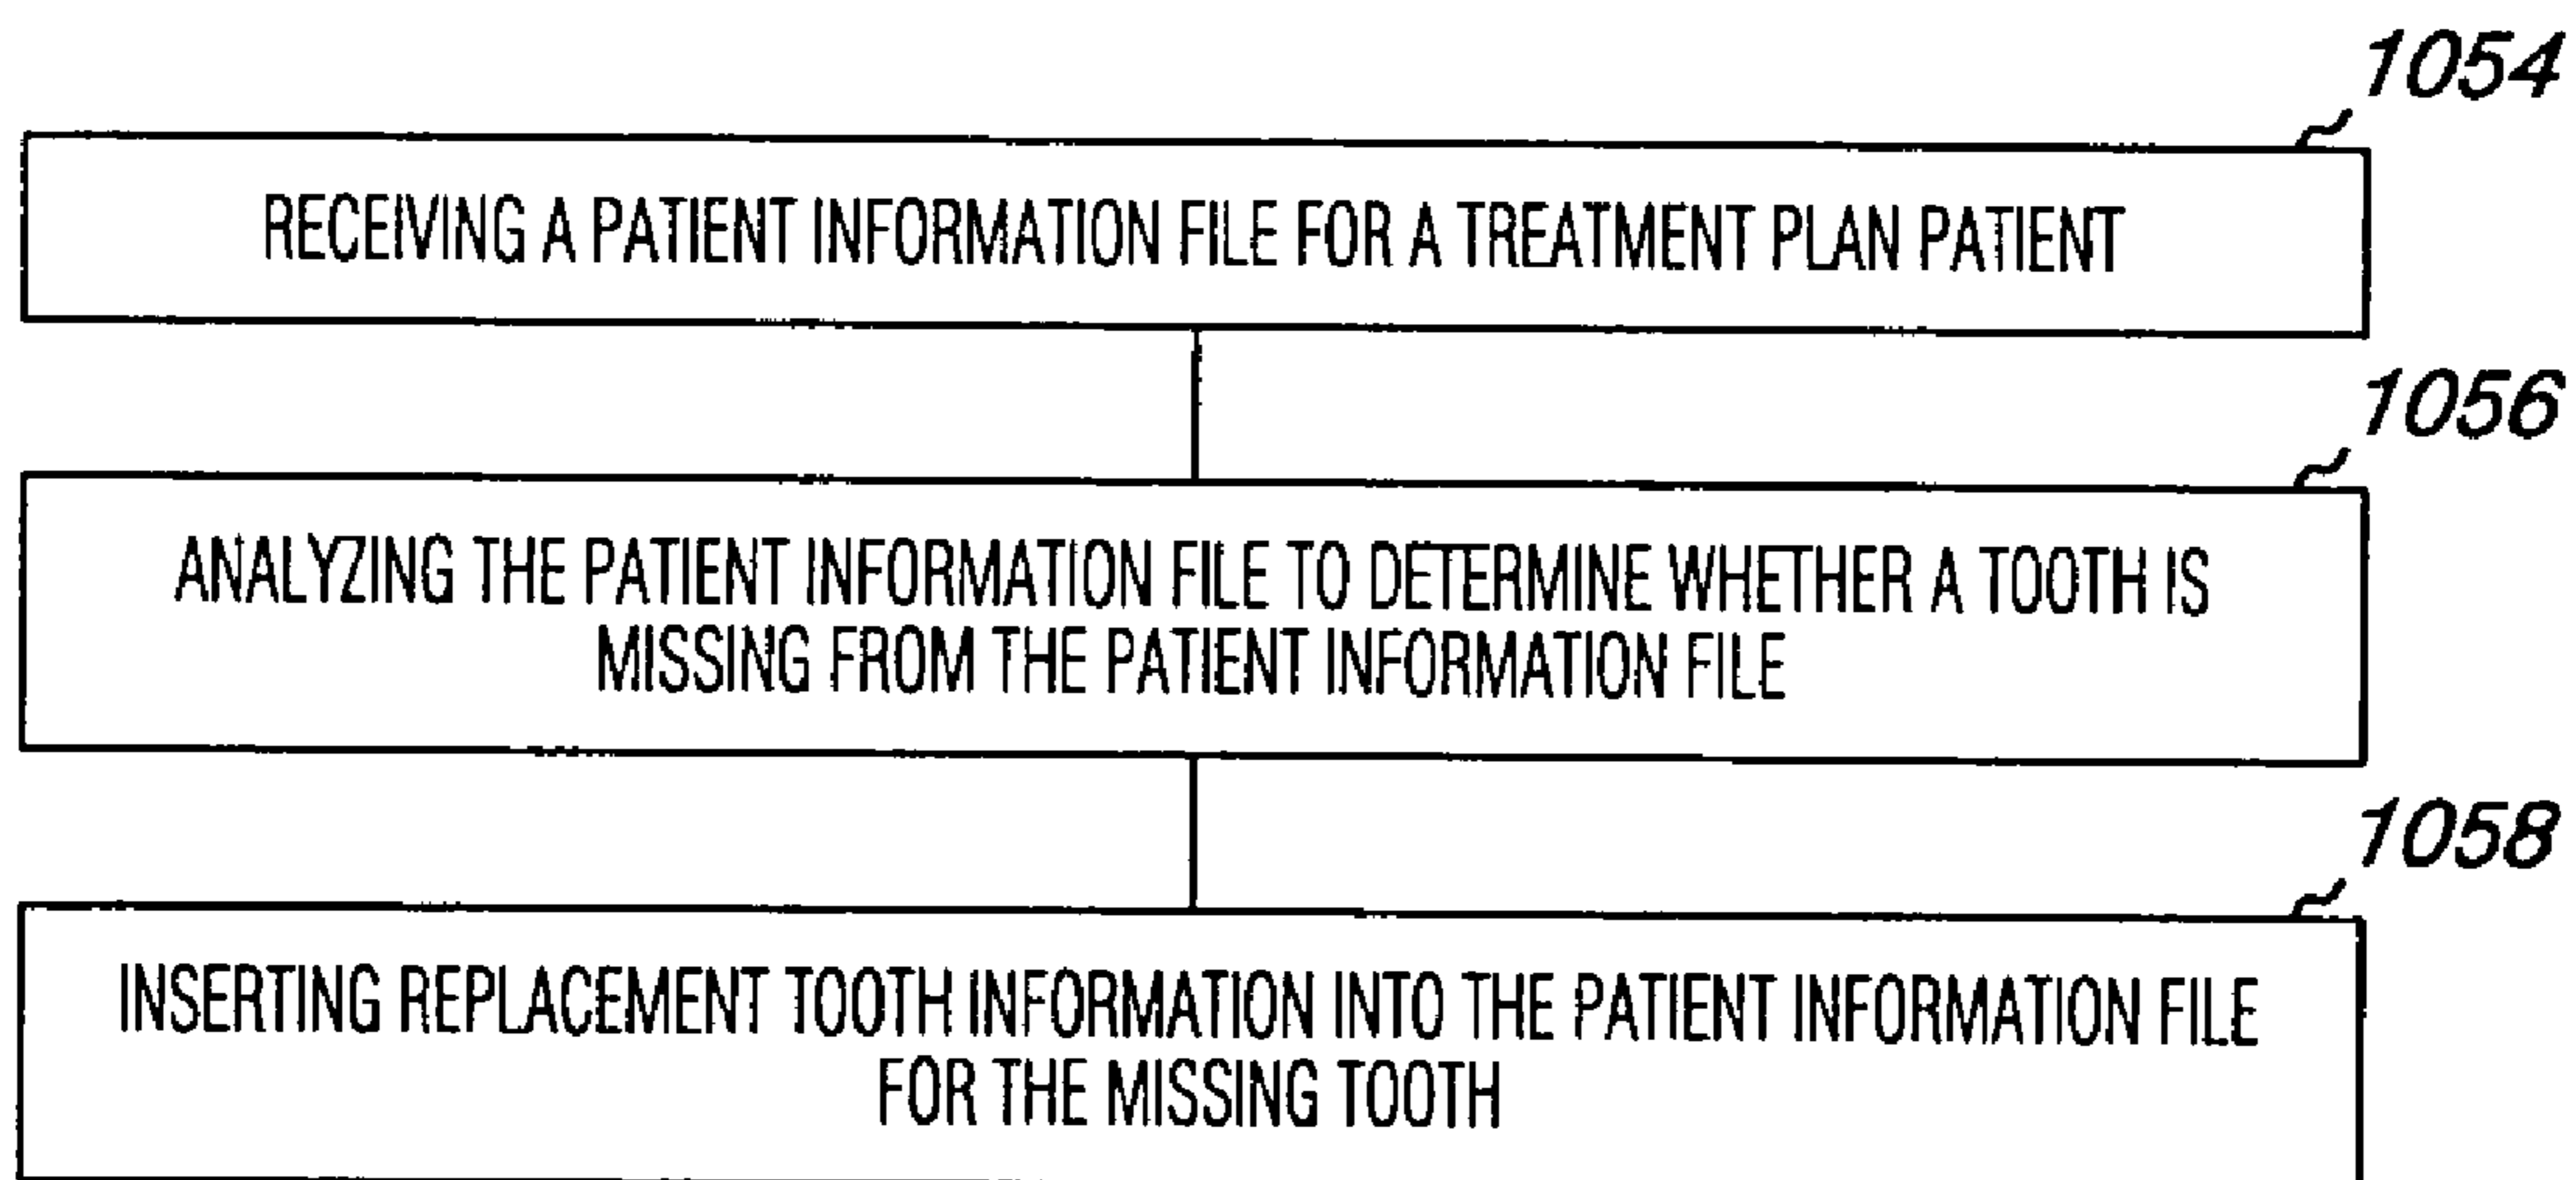 1054
RECEIVING A PATIENT INFORMATION FILE FOR A TREATMENT PLAN PATIENT
1056
ANALYZING THE PATIENT INFORMATION FILE TO DETERMINE WHETHER A TOOTH IS
MISSING FROM THE PATIENT INFORMATION FILE
1058
INSERTING REPLACEMENT TOOTH INFORMATION INTO THE PATIENT INFORMATION FILE
FOR THE MISSING TOOTH